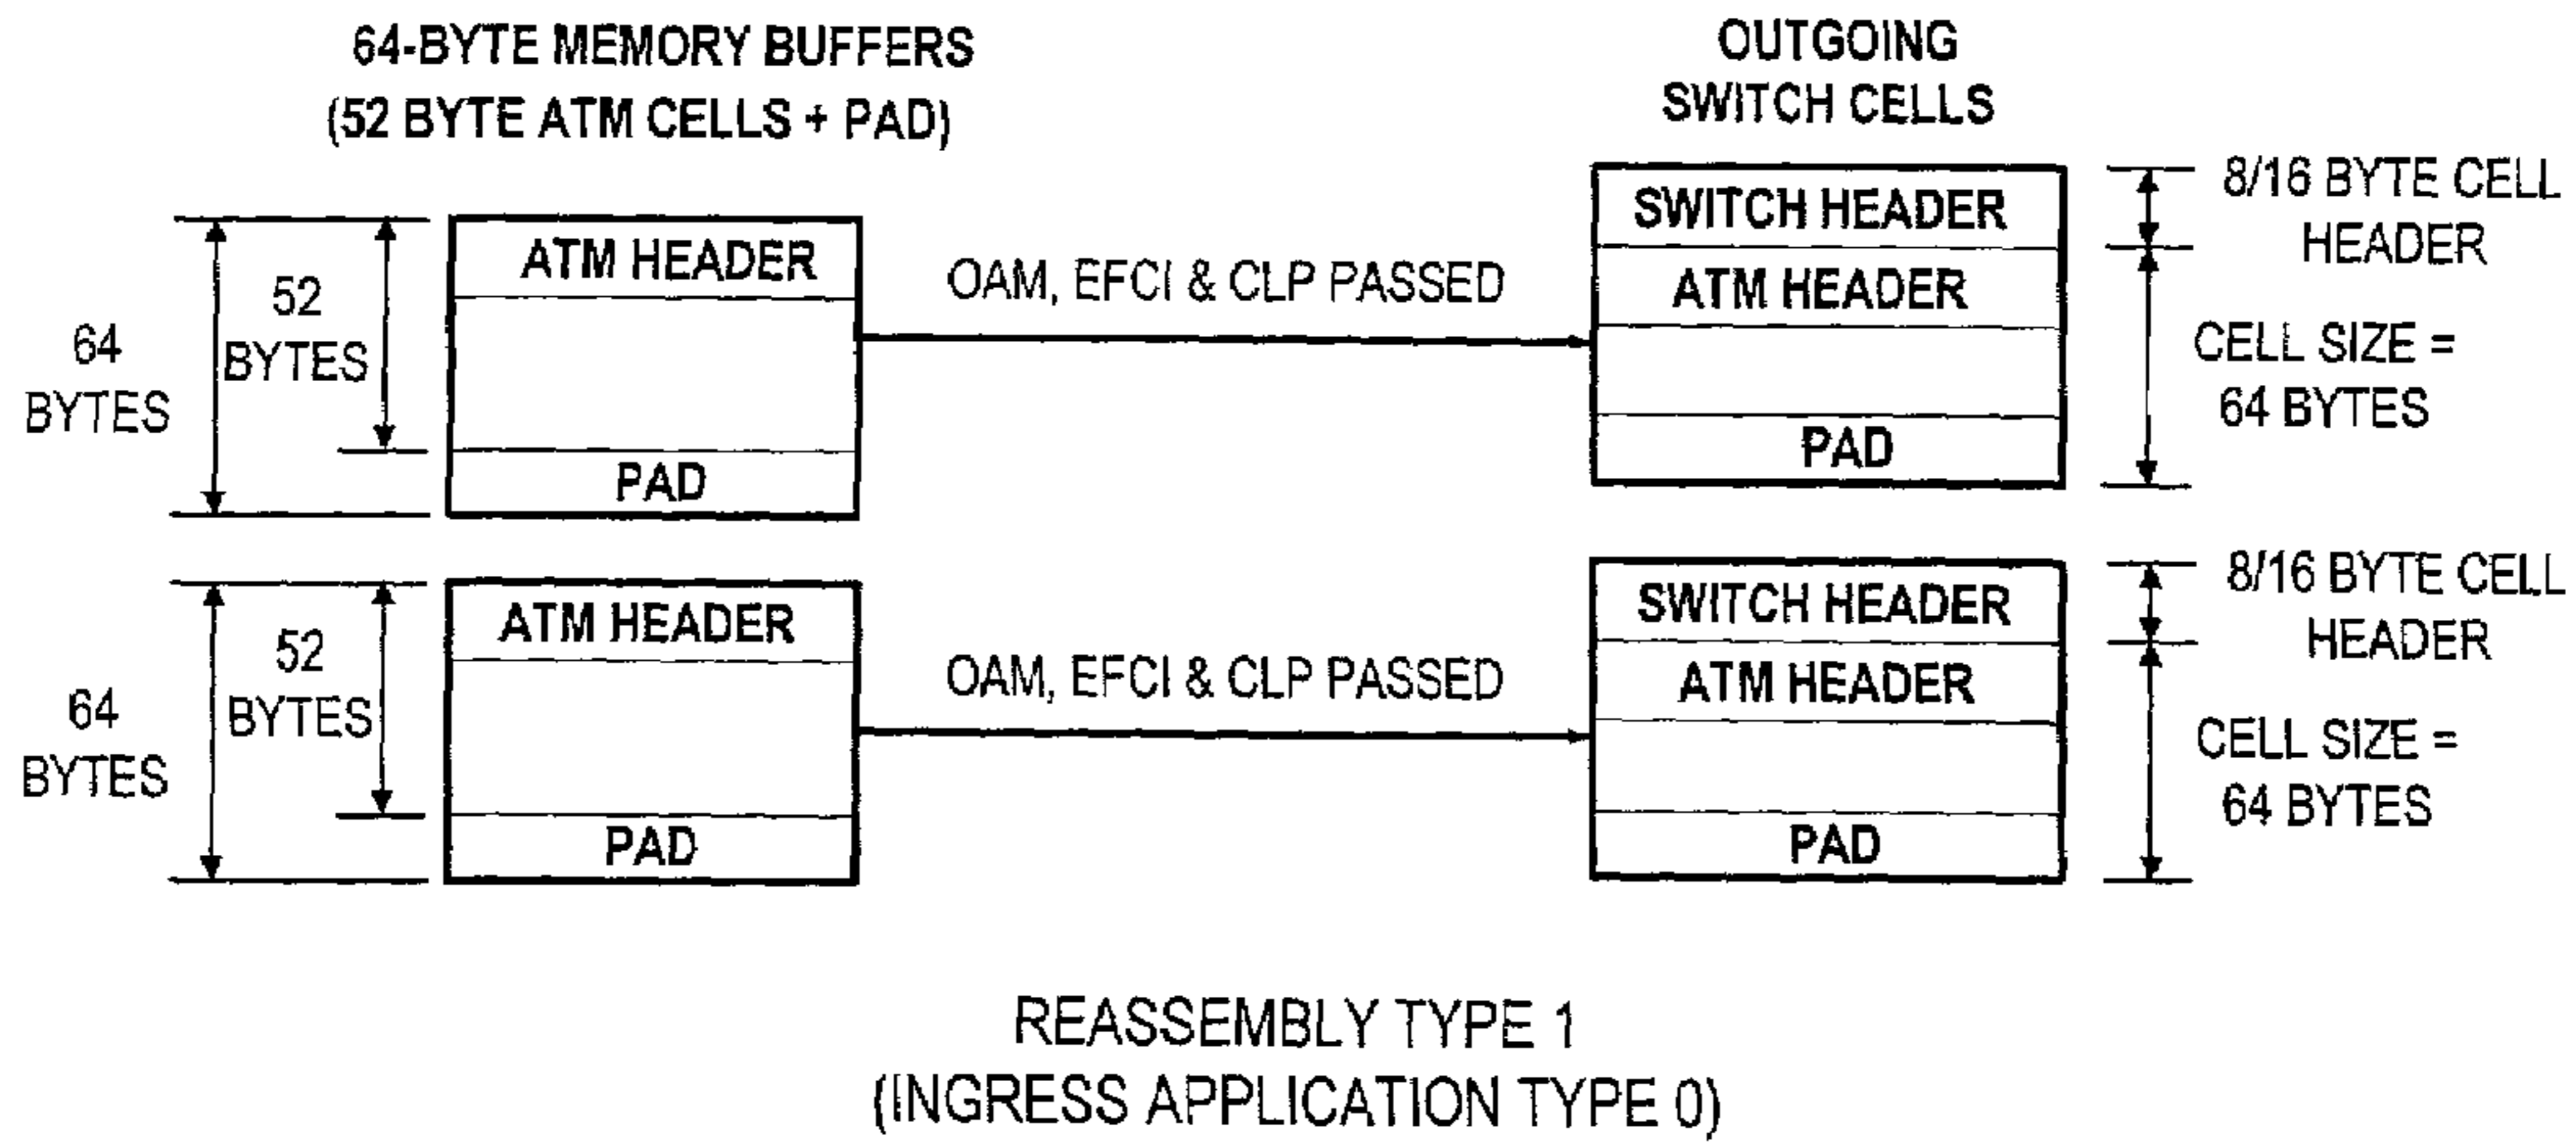 64-BYTE MEMORY BUFFERS
(52 BYTE ATM CELLS + PAD)
OUTGOING
SWITCH CELLS
64
BYTES
52
BYTES
ATM HEADER
PAD
OAM, EFCI & CLP PASSED
SWITCH HEADER
ATM HEADER
PAD
8/16 BYTE CELL
HEADER
CELL SIZE =
64 BYTES
64
BYTES
52
BYTES
ATM HEADER
PAD
OAM, EFCI & CLP PASSED
SWITCH HEADER
ATM HEADER
PAD
8/16 BYTE CELL
HEADER
CELL SIZE =
64 BYTES
REASSEMBLY TYPE 1
(INGRESS APPLICATION TYPE 0)